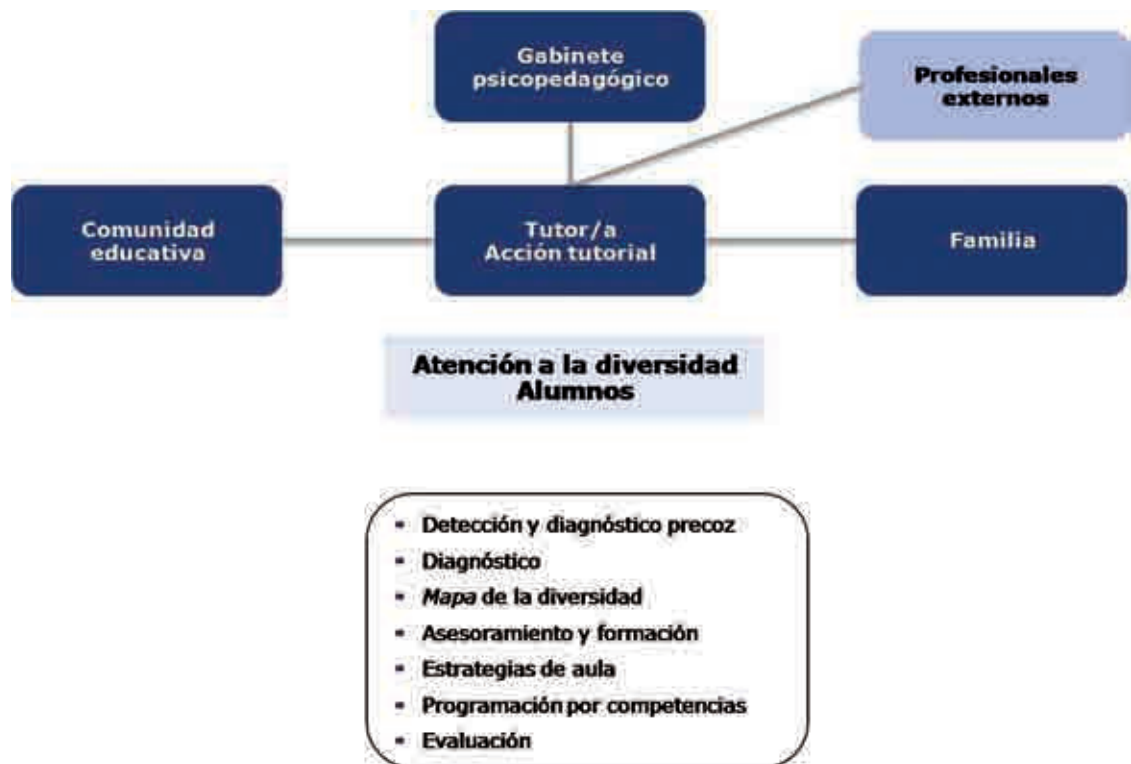 Gabinete
psicopedagógico
Profesionales
externos
Comunidad
educativa
Tutor/a
Acción tutorial
Familia
Atención a la diversidad
Alumnos
- Detección y diagnóstico precoz
- Diagnóstico
- Mapa de la diversidad
- Asesoramiento y formación
- Estrategias de aula
- Programación por competencias
- Evaluación